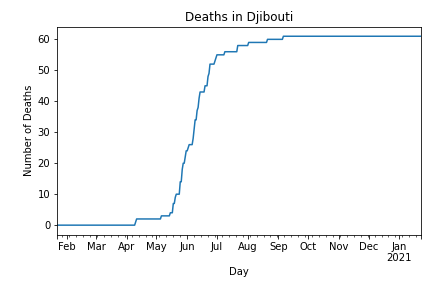 Deaths in Djibouti
Number of Deaths
60
50
40
30
20
10
0
Feb Mar Apr May Jun Jul Aug Sep Oct Nov Dec Jan
2021
Day